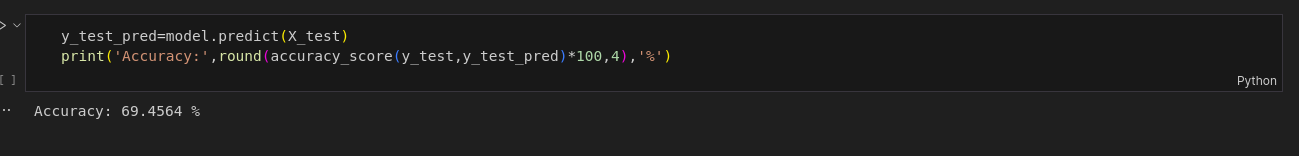 y_test_pred=model.predict(X_test)
print('Accuracy:',round(accuracy_score(y_test,y_test_pred)*100,4),'%')
[ ]
Python
Accuracy: 69.4564 %